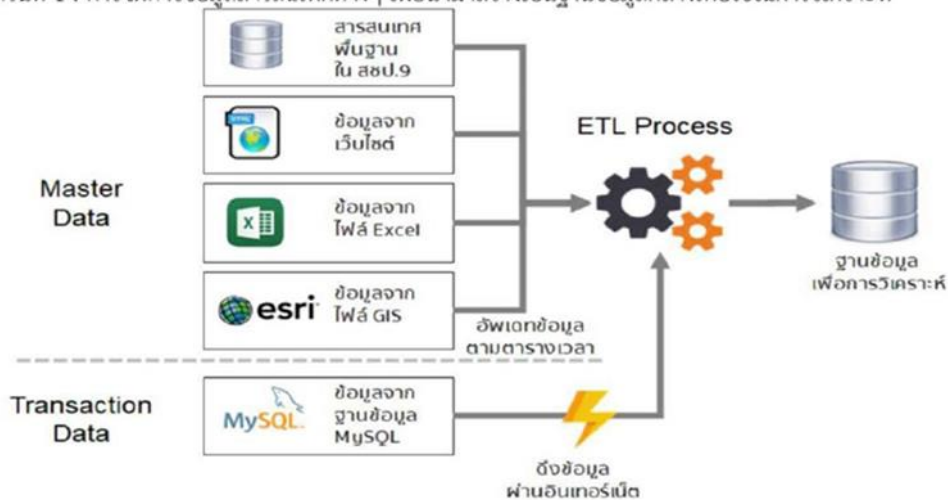 สารสนเทศ
พื้นฐาน
ใน สชป.9
HTML
ข้อมูลจาก
เว็บไซต์
ETL Process
Master
Data
X
ข้อมูลจาก
ไฟล์ Excel
esri
ข้อมูลจาก
ไฟล์ GIS
ฐานข้อมูล
เพื่อการวิเคราะห์
อัพเดทข้อมูล
ตามตารางเวลา
Transaction
Data
MySQL
ข้อมูลจาก
ฐานข้อมูล
MySQL
ดึงข้อมูล
ผ่านอินเทอร์เน็ต